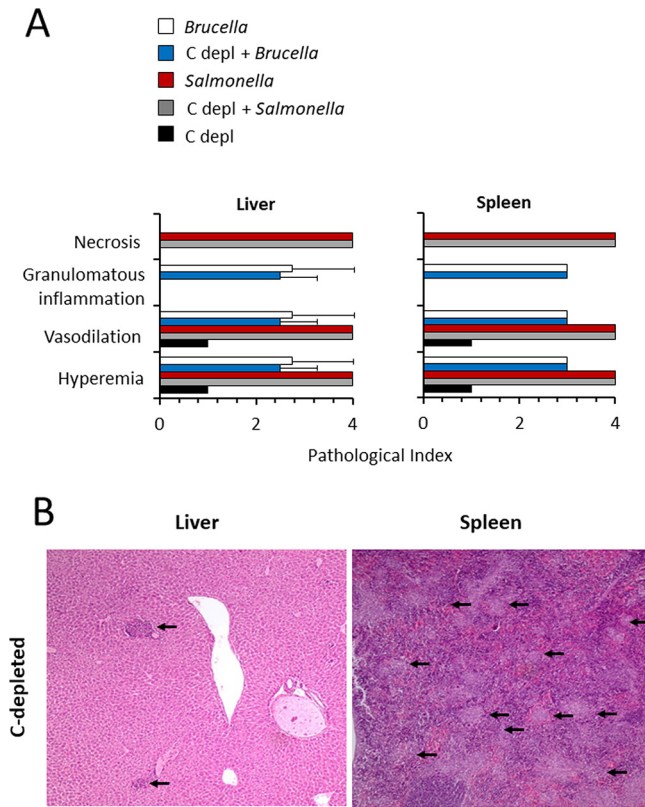 A
Brucella
C depl + Brucella
Salmonella
C depl + Salmonella
C depl
Liver
Spleen
Necrosis
Granulomatous
inflammation
Vasodilation
Hyperemia
0 2 4
0 2 4
Pathological Index
B
Liver
Spleen
C-depleted